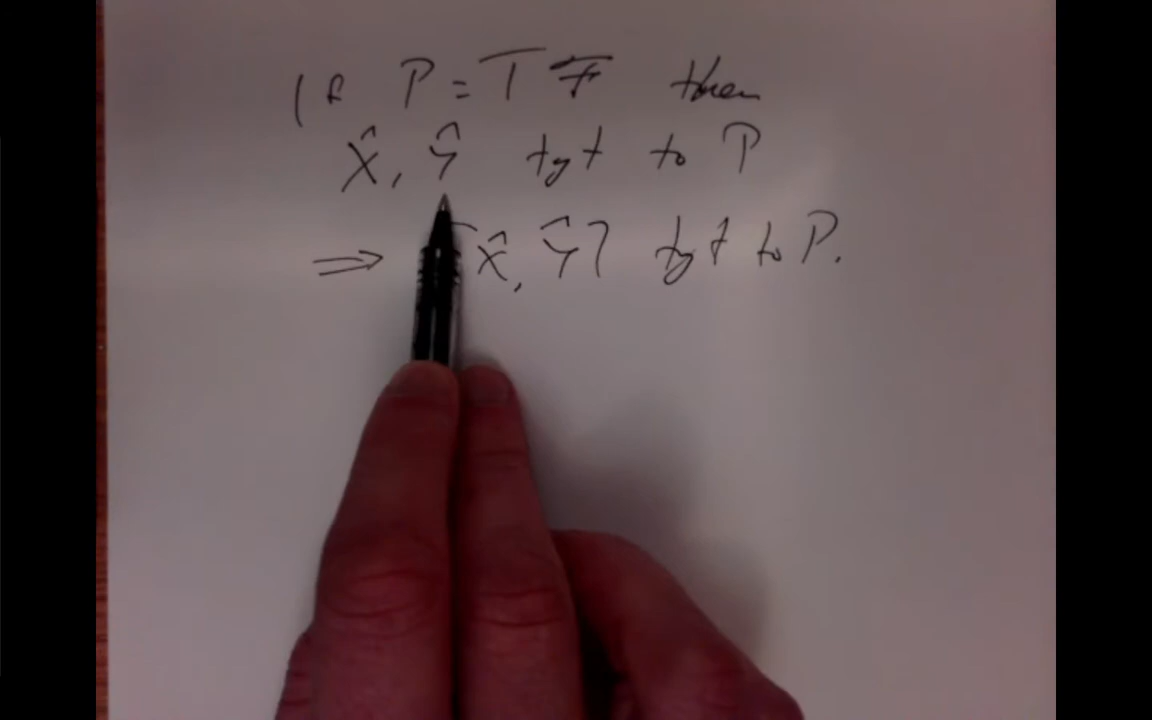 If P = T𝓕 then
X̂, Ŷ tgt to P
⇒ [X̂, Ŷ] tgt to P.